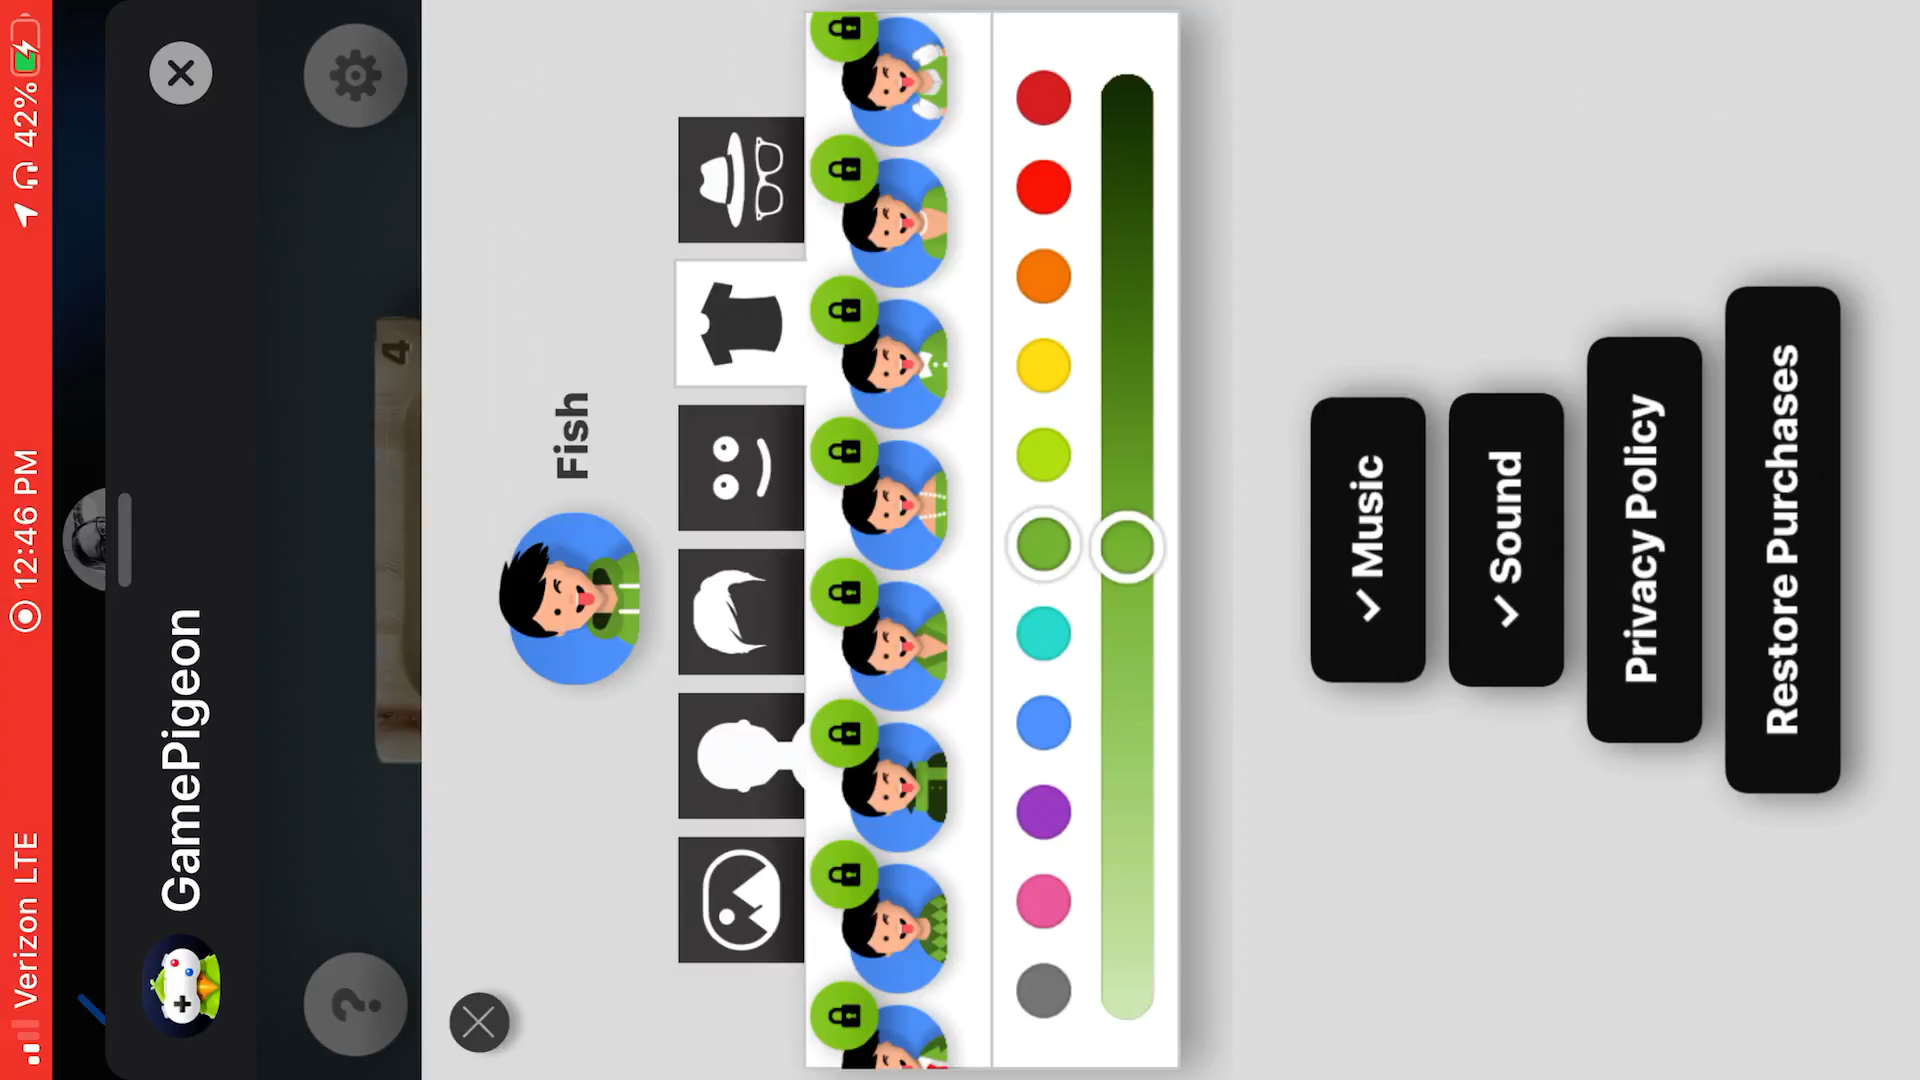 Verizon LTE 12:46 PM 42%
GamePigeon
?
4
Fish
✓ Music
✓ Sound
Privacy Policy
Restore Purchases